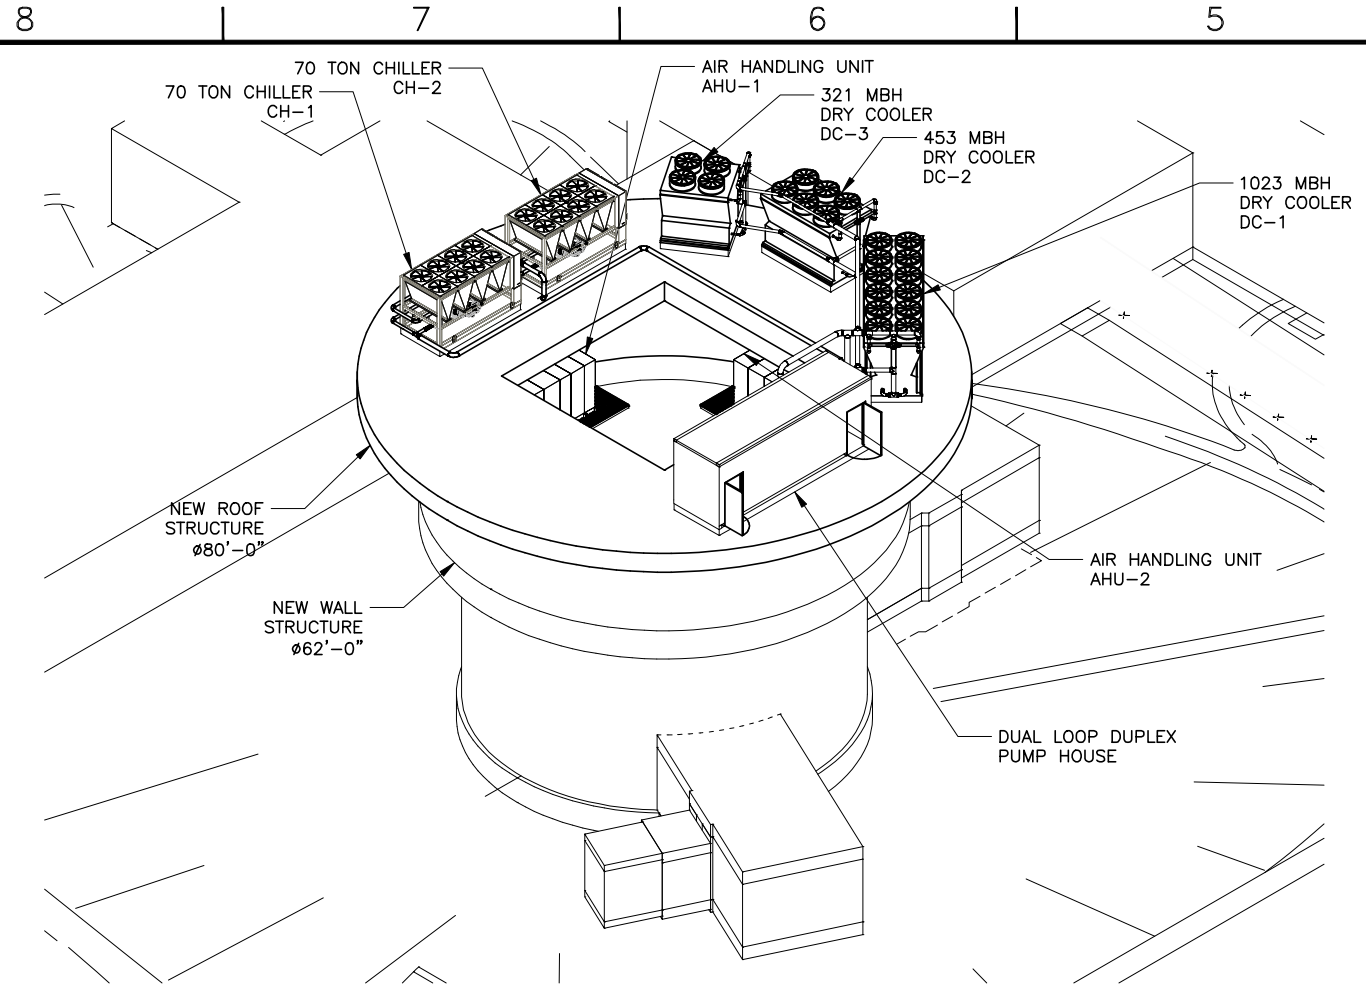 8
7
6
5
70 TON CHILLER
CH-2
70 TON CHILLER
CH-1
AIR HANDLING UNIT
AHU-1
321 MBH
DRY COOLER
DC-3
453 MBH
DRY COOLER
DC-2
1023 MBH
DRY COOLER
DC-1
NEW ROOF
STRUCTURE
ø80'-0"
NEW WALL
STRUCTURE
ø62'-0"
AIR HANDLING UNIT
AHU-2
DUAL LOOP DUPLEX
PUMP HOUSE